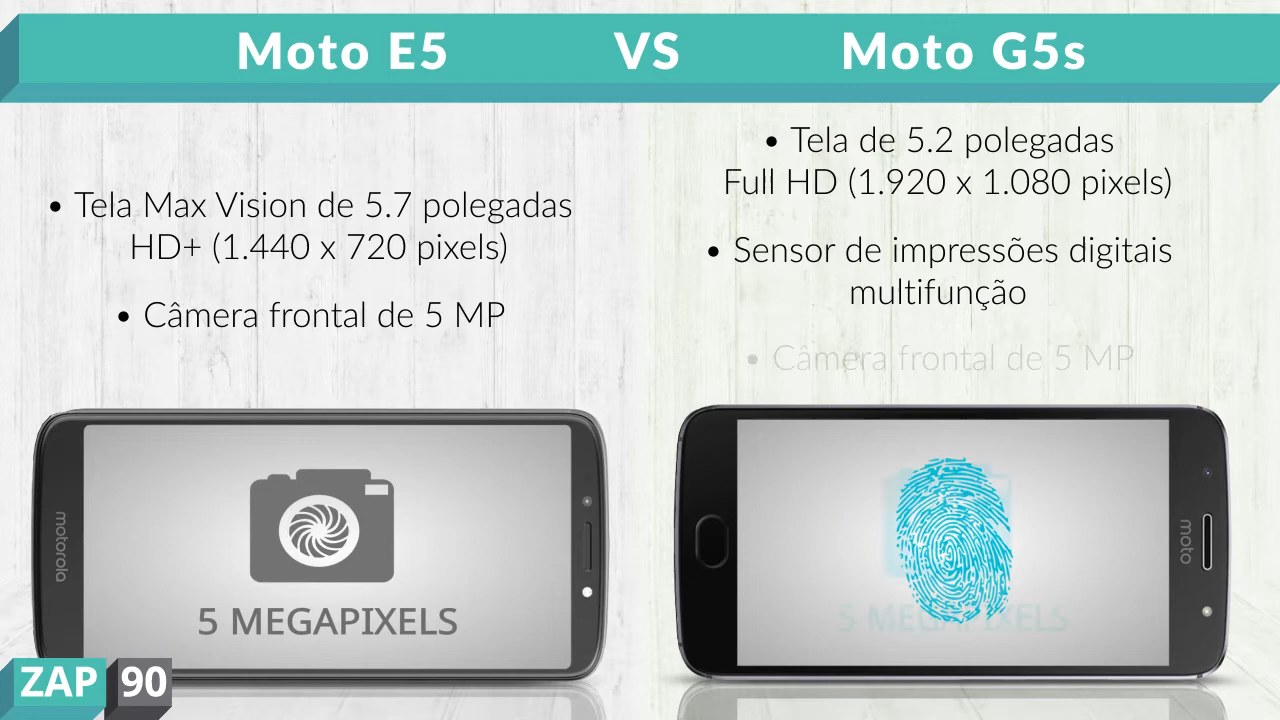 Moto E5 VS Moto G5s
• Tela Max Vision de 5.7 polegadas
HD+ (1.440 x 720 pixels)
• Câmera frontal de 5 MP
• Tela de 5.2 polegadas
Full HD (1.920 x 1.080 pixels)
• Sensor de impressões digitais
multifunção
• Câmera frontal de 5 MP
motorola
5 MEGAPIXELS
5 MEGAPIXELS
moto
ZAP 90